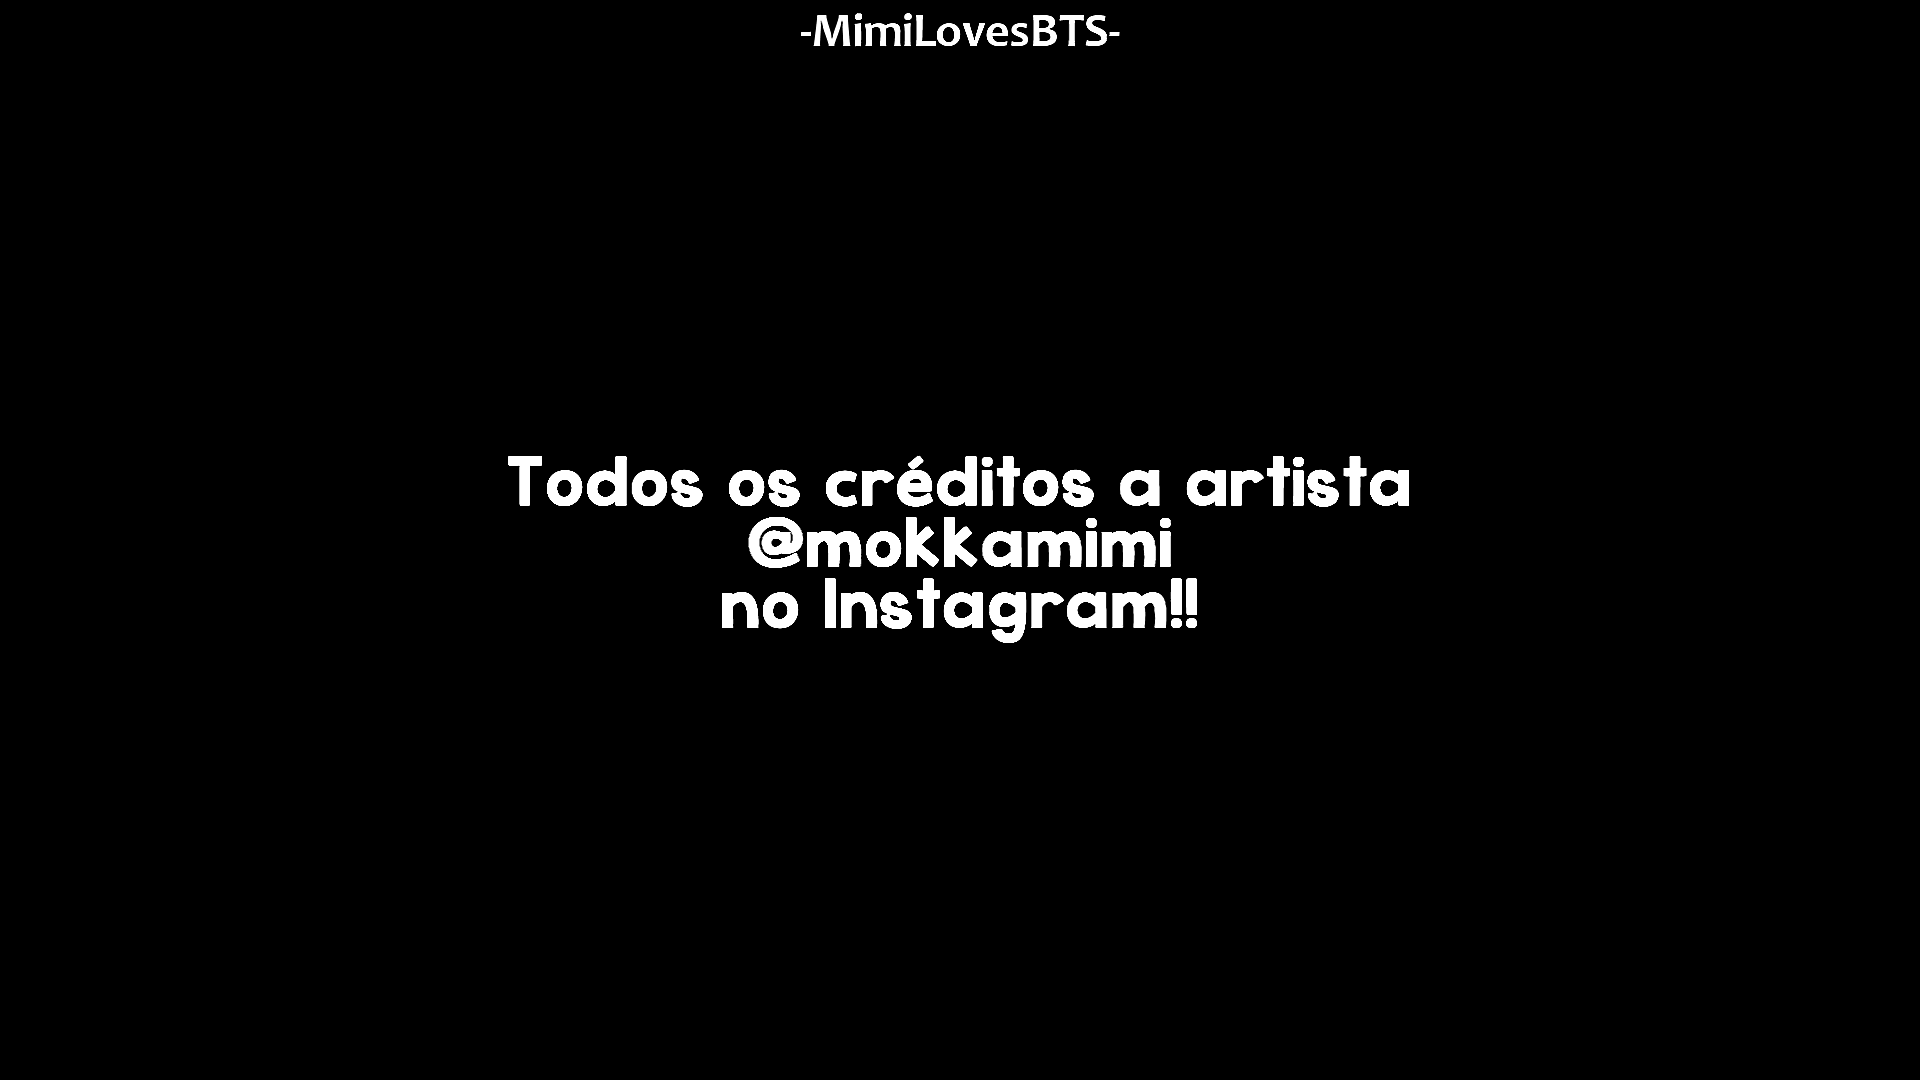 -MimiLovesBTS-
Todos os créditos a artista
@mokkamimi
no Instagram!!